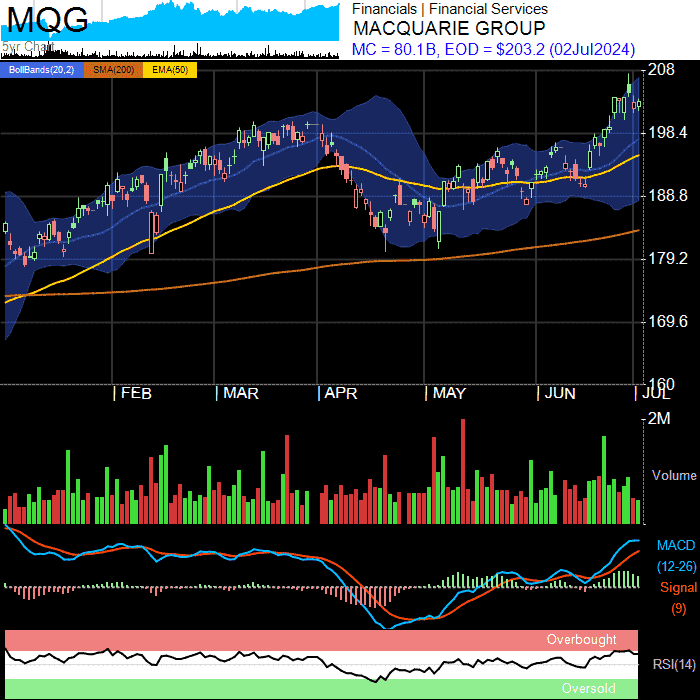 MQG
5yr Chart
Financials | Financial Services
MACQUARIE GROUP
MC = 80.1B, EOD = $203.2 (02Jul2024)
BollBands(20,2) SMA(200) EMA(50)
208
198.4
188.8
179.2
169.6
160
FEB MAR APR MAY JUN JUL
2M
Volume
MACD
(12-26)
Signal
(9)
Overbought
RSI(14)
Oversold